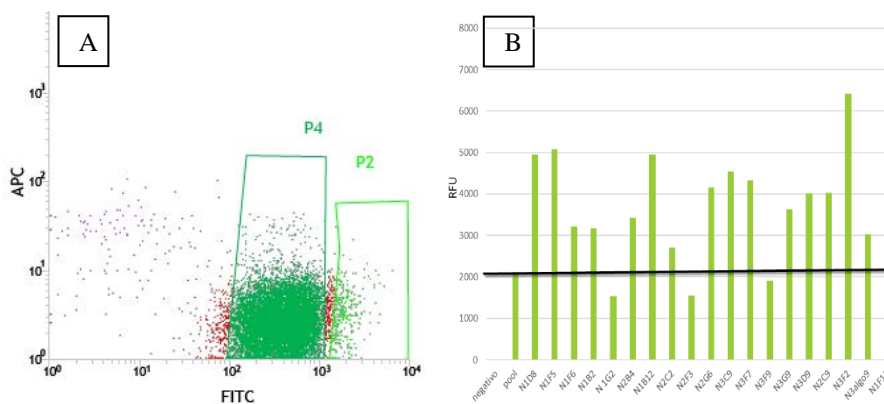 A
P4
P2
APC
10³
10²
10¹
10⁰
10⁰
10¹
10²
10³
10⁴
FITC
B
8000
7000
6000
5000
4000
3000
2000
1000
0
RFU
negativo
pool
N1D8
N1F5
N1F6
N1B2
N 1G2
N2B4
N1B12
N2C2
N2F3
N2G6
N3C9
N3F7
N3F9
N3G9
N3D9
N2C9
N3F2
N3algo9